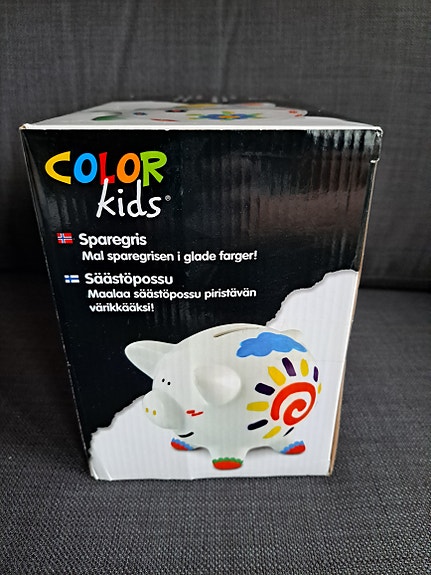 COLOR
kids®
Sparegris
Mal sparegrisen i glade farger!
Säästöpossu
Maalaa säästöpossu piristävän
värikkääksi!